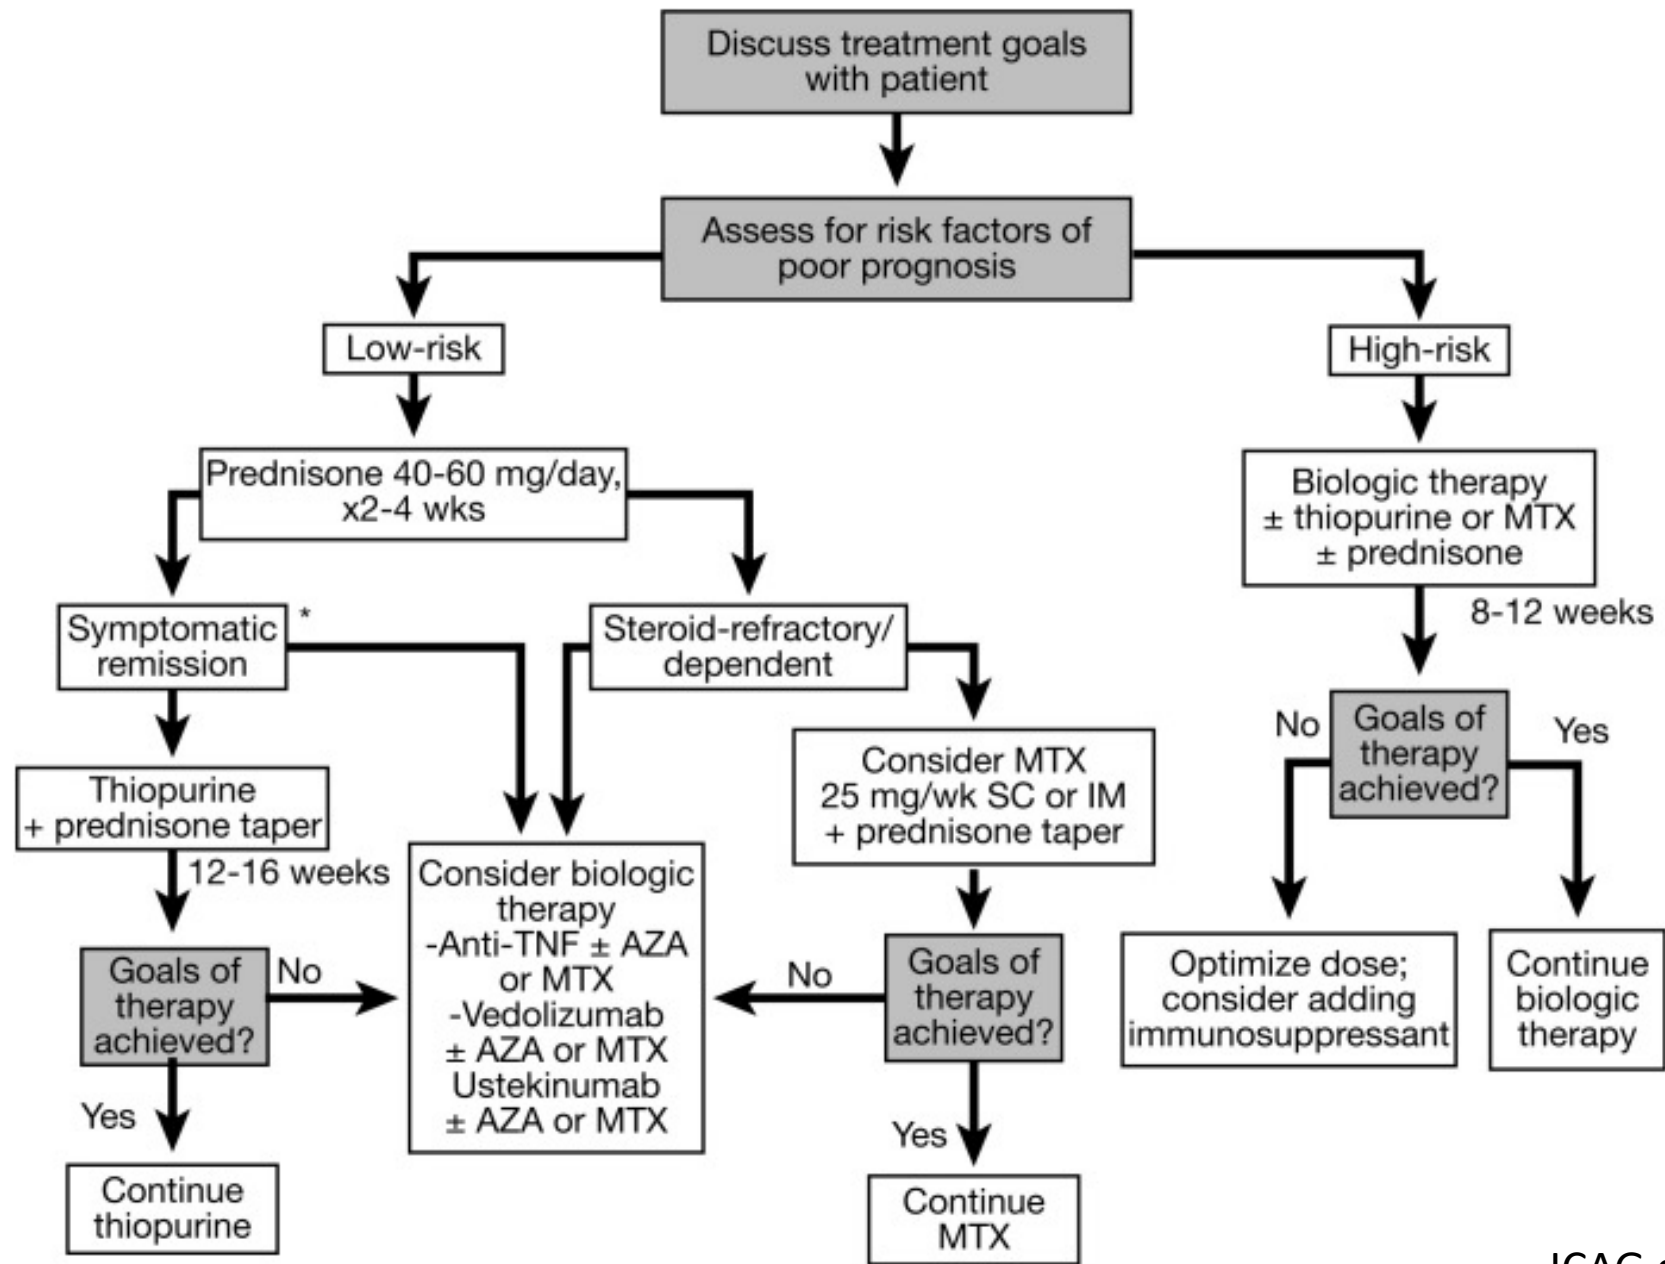 Discuss treatment goals
with patient
Assess for risk factors of
poor prognosis
Low-risk
High-risk
Prednisone 40-60 mg/day,
x2-4 wks
Biologic therapy
± thiopurine or MTX
± prednisone
8-12 weeks
Symptomatic
remission
*
Steroid-refractory/
dependent
Thiopurine
+ prednisone taper
12-16 weeks
Consider MTX
25 mg/wk SC or IM
+ prednisone taper
No
Goals of
therapy
achieved?
Yes
Consider biologic
therapy
-Anti-TNF ± AZA
or MTX
-Vedolizumab
± AZA or MTX
Ustekinumab
± AZA or MTX
Goals of
therapy
achieved?
No
Yes
No
Goals of
therapy
achieved?
Yes
Optimize dose;
consider adding
immunosuppressant
Continue
biologic
therapy
Continue
thiopurine
Continue
MTX